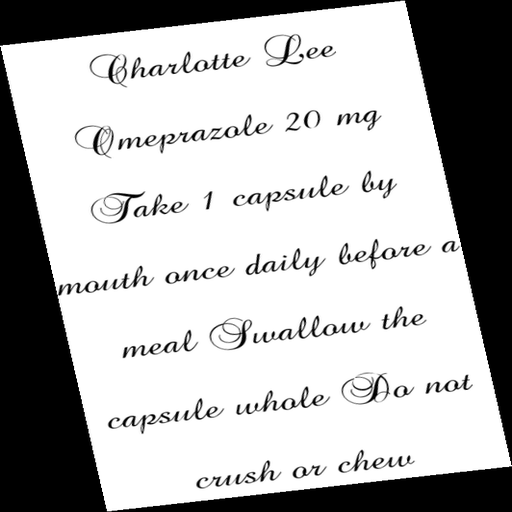 Charlotte Lee
Omeprazole 20 mg
Take 1 capsule by
mouth once daily before a
meal Swallow the
capsule whole Do not
crush or chew